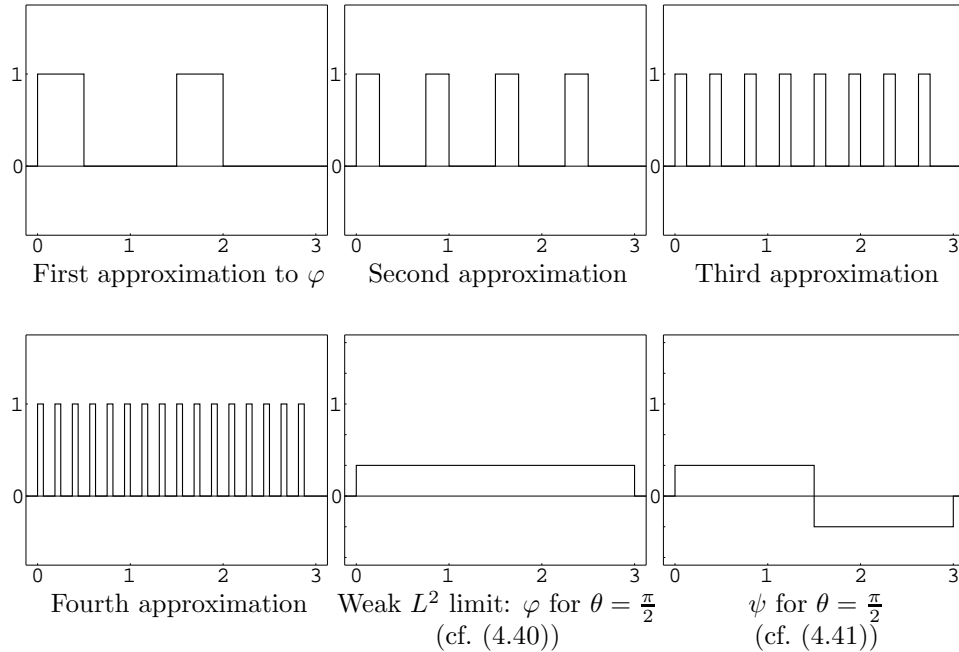 1
0
0 1 2 3
First approximation to φ
1
0
0 1 2 3
Second approximation
1
0
0 1 2 3
Third approximation
1
0
0 1 2 3
Fourth approximation
1
0
0 1 2 3
Weak L² limit: φ for θ = π/2
(cf. (4.40))
1
0
0 1 2 3
ψ for θ = π/2
(cf. (4.41))